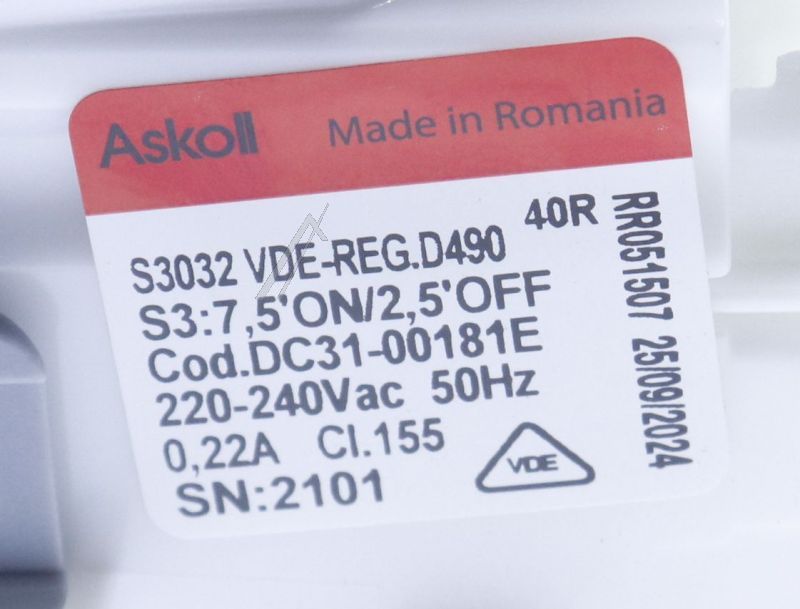 Askoll Made in Romania
40R
S3032 VDE-REG.D490
S3:7,5'ON/2,5'OFF
Cod.DC31-00181E
220-240Vac 50Hz
0,22A Cl.155
SN:2101
VDE
RR051507 25/09/2024